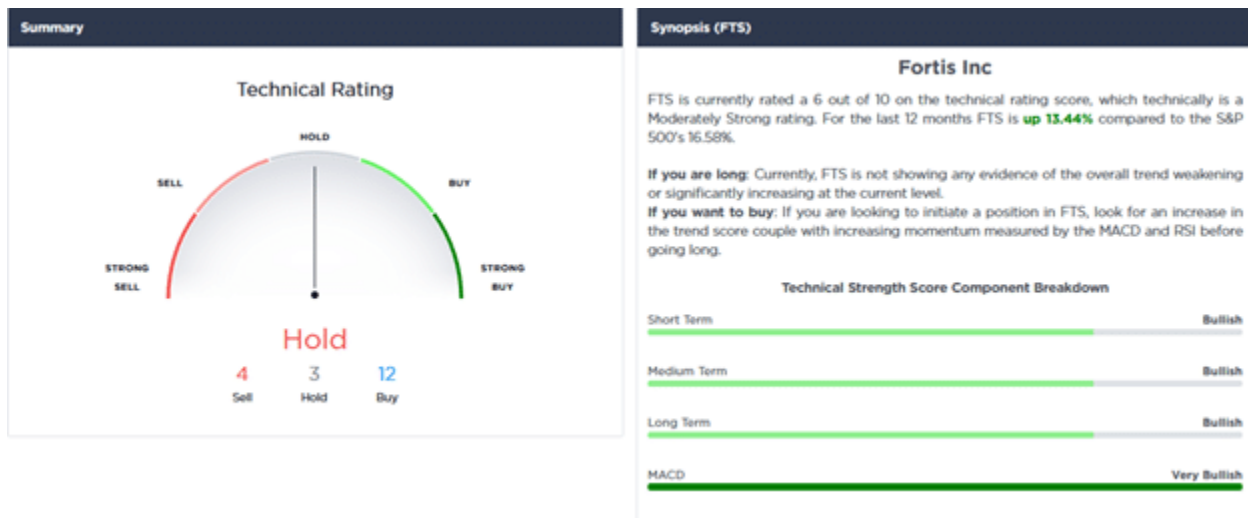 Summary
Technical Rating
HOLD
SELL
BUY
STRONG
SELL
STRONG
BUY
Hold
4 3 12
Sell Hold Buy
Synopsis (FTS)
Fortis Inc
FTS is currently rated a 6 out of 10 on the technical rating score, which technically is a
Moderately Strong rating. For the last 12 months FTS is up 13.44% compared to the S&P
500's 16.58%.
If you are long: Currently, FTS is not showing any evidence of the overall trend weakening
or significantly increasing at the current level.
If you want to buy: If you are looking to initiate a position in FTS, look for an increase in
the trend score couple with increasing momentum measured by the MACD and RSI before
going long.
Technical Strength Score Component Breakdown
Short Term Bullish
Medium Term Bullish
Long Term Bullish
MACD Very Bullish